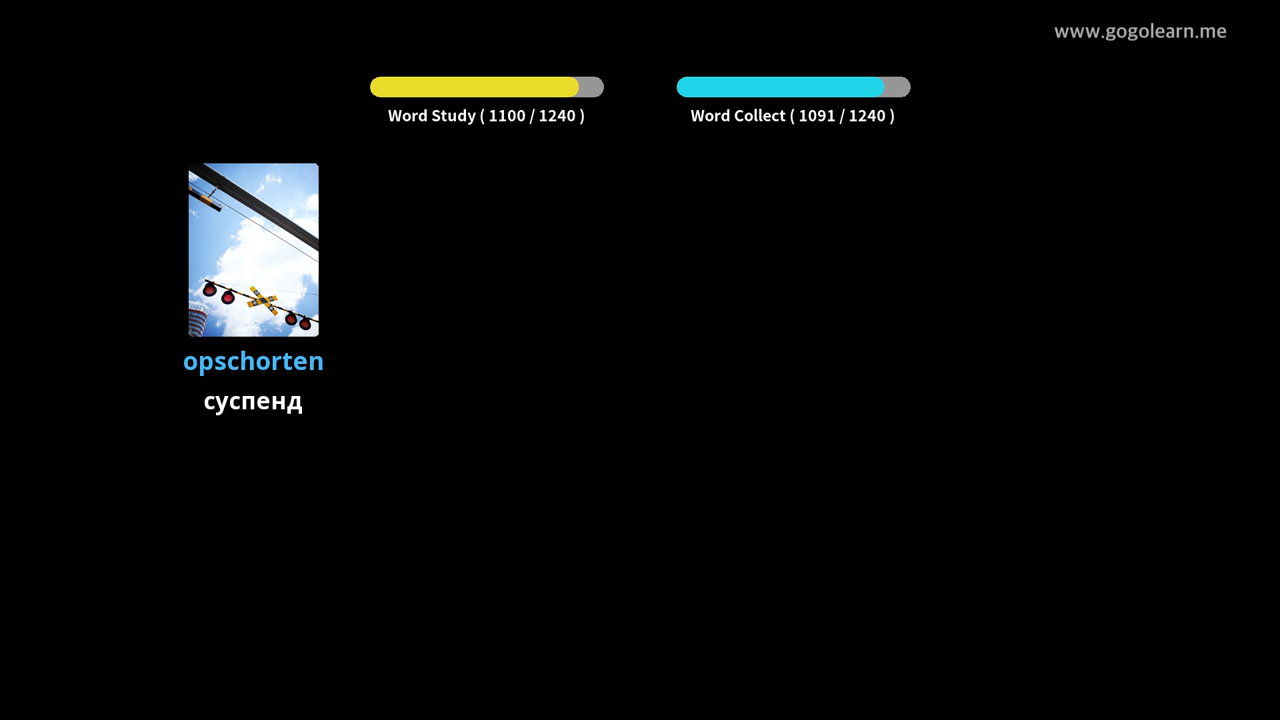 www.gogolearn.me
Word Study ( 1100 / 1240 )
Word Collect ( 1091 / 1240 )
opschorten
суспенд